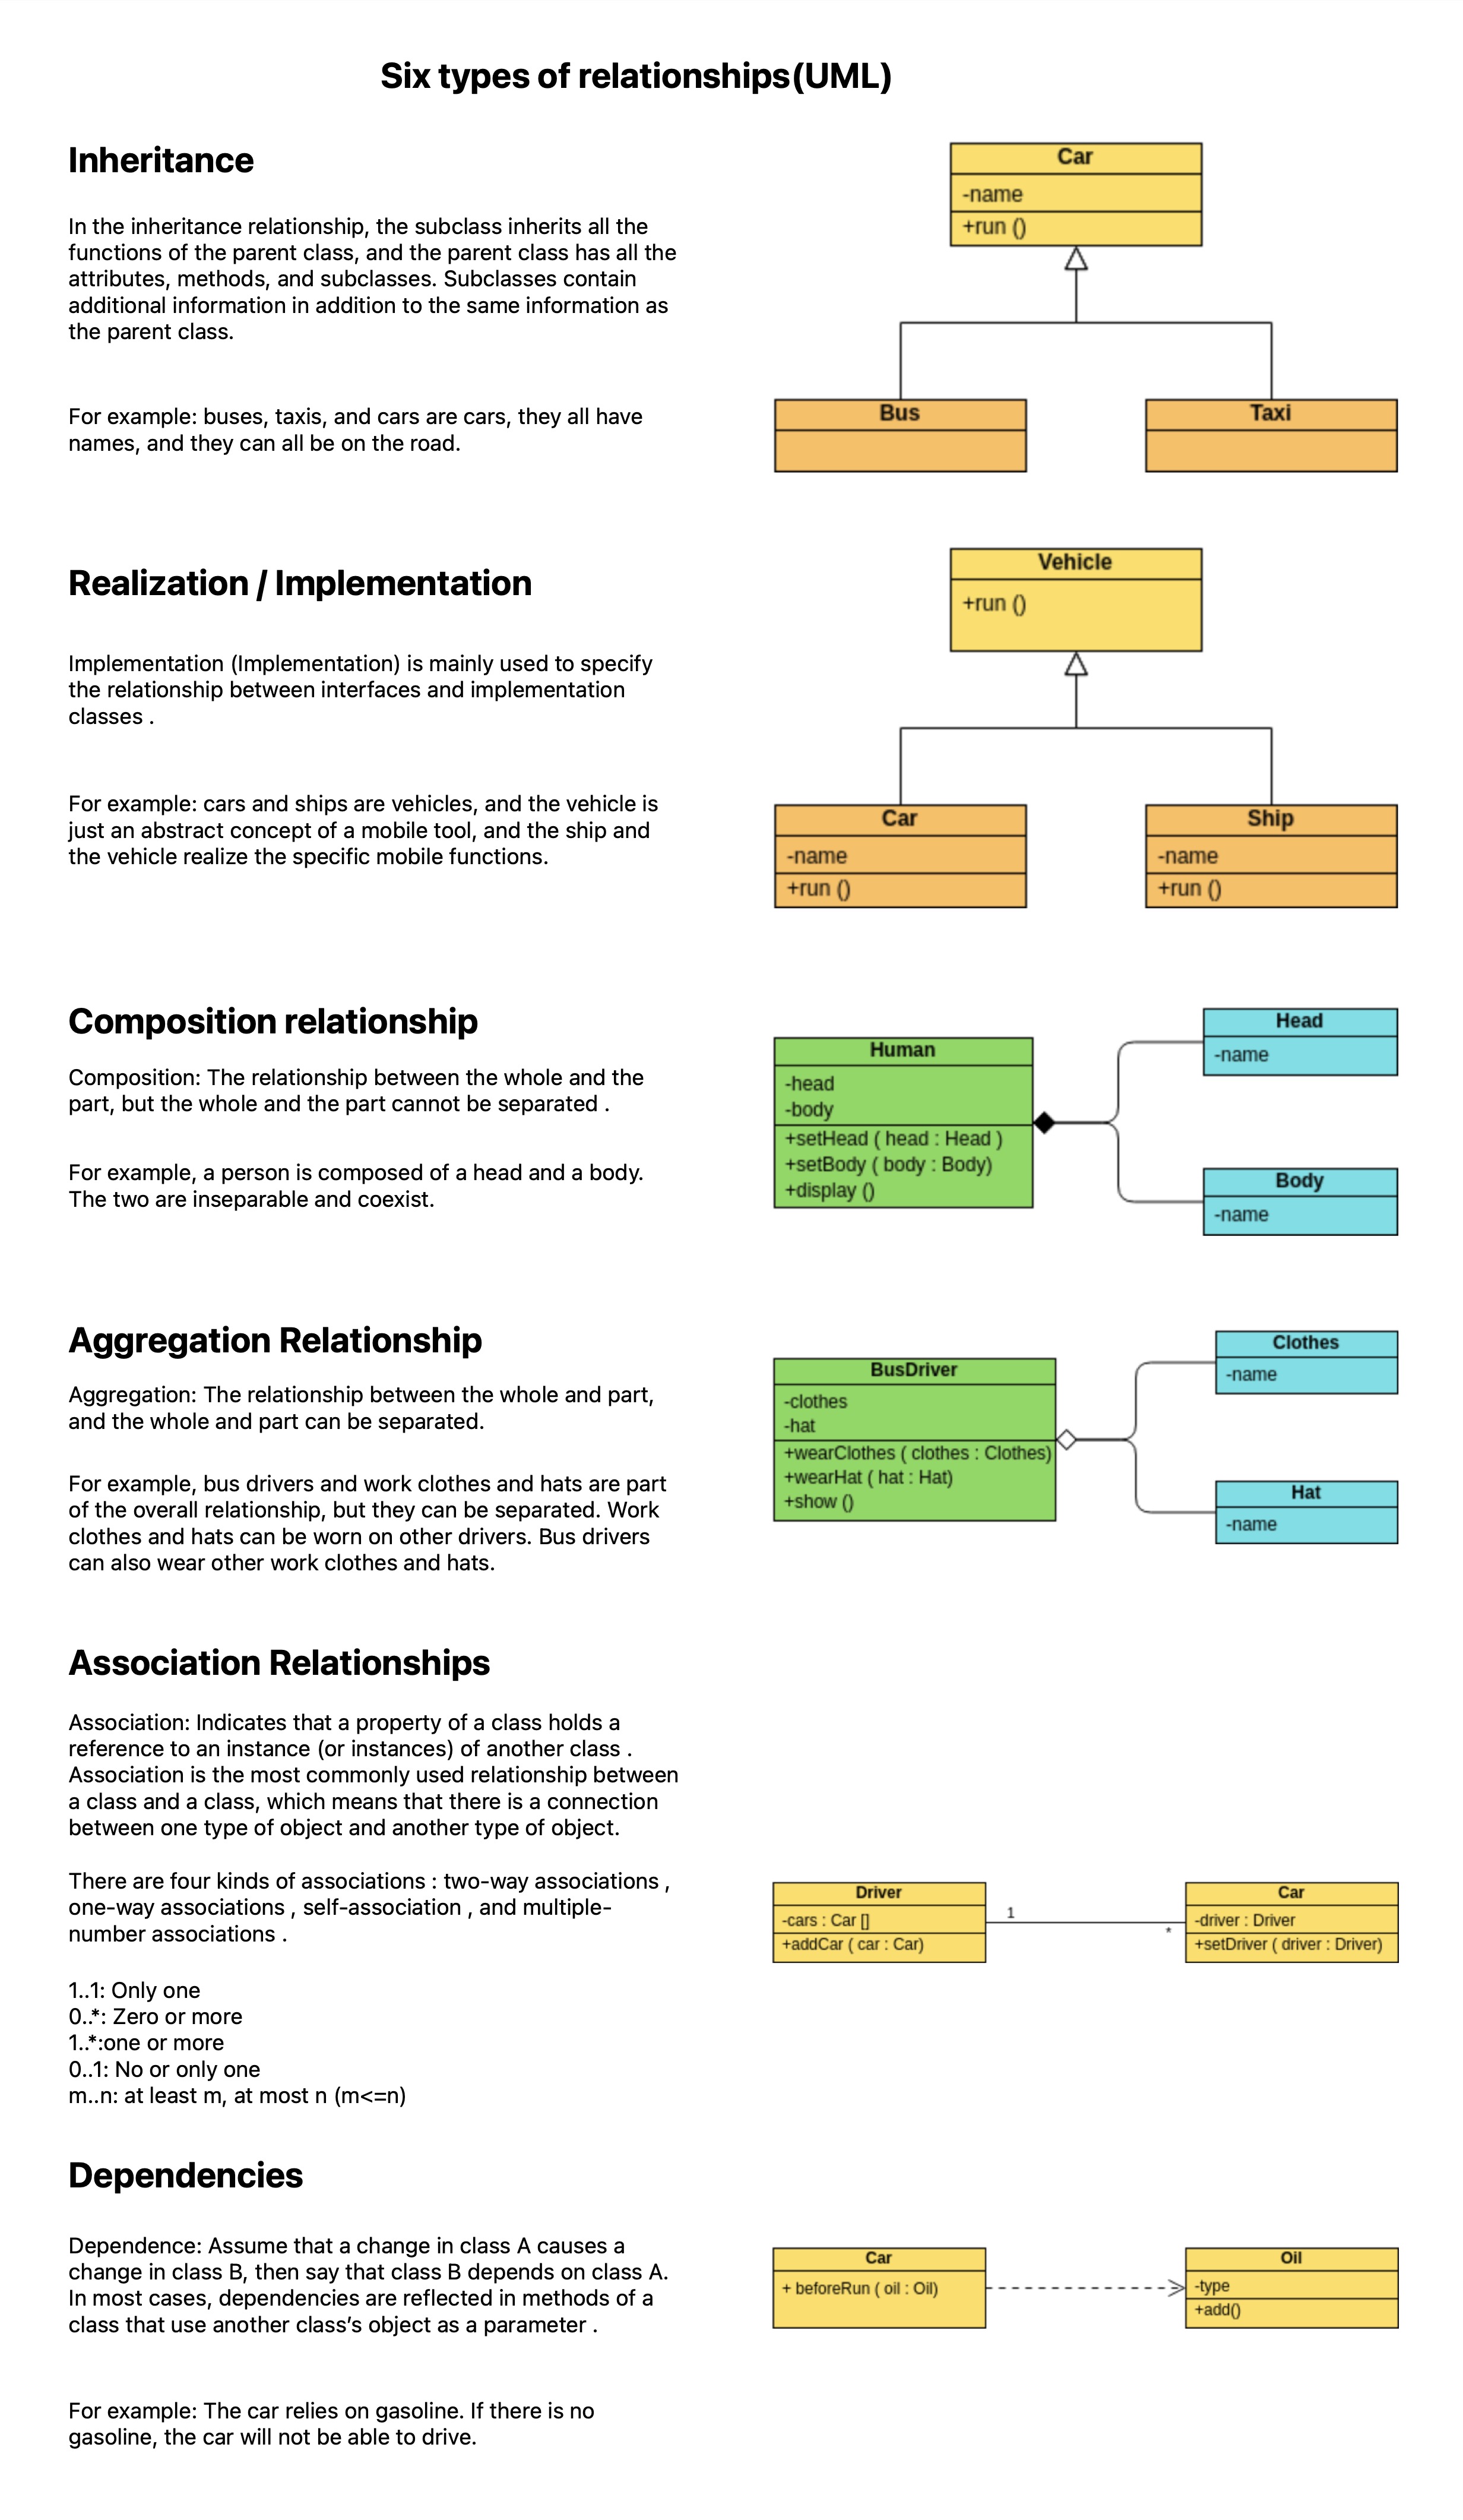 Six types of relationships(UML)
Inheritance
In the inheritance relationship, the subclass inherits all the
functions of the parent class, and the parent class has all the
attributes, methods, and subclasses. Subclasses contain
additional information in addition to the same information as
the parent class.
For example: buses, taxis, and cars are cars, they all have
names, and they can all be on the road.
Car
-name
+run ()
Bus
Taxi
Realization / Implementation
Implementation (Implementation) is mainly used to specify
the relationship between interfaces and implementation
classes .
For example: cars and ships are vehicles, and the vehicle is
just an abstract concept of a mobile tool, and the ship and
the vehicle realize the specific mobile functions.
Vehicle
+run ()
Car
-name
+run ()
Ship
-name
+run ()
Composition relationship
Composition: The relationship between the whole and the
part, but the whole and the part cannot be separated .
For example, a person is composed of a head and a body.
The two are inseparable and coexist.
Human
-head
-body
+setHead ( head : Head )
+setBody ( body : Body)
+display ()
Head
-name
Body
-name
Aggregation Relationship
Aggregation: The relationship between the whole and part,
and the whole and part can be separated.
For example, bus drivers and work clothes and hats are part
of the overall relationship, but they can be separated. Work
clothes and hats can be worn on other drivers. Bus drivers
can also wear other work clothes and hats.
BusDriver
-clothes
-hat
+wearClothes ( clothes : Clothes)
+wearHat ( hat : Hat)
+show ()
Clothes
-name
Hat
-name
Association Relationships
Association: Indicates that a property of a class holds a
reference to an instance (or instances) of another class .
Association is the most commonly used relationship between
a class and a class, which means that there is a connection
between one type of object and another type of object.
There are four kinds of associations : two-way associations ,
one-way associations , self-association , and multiple-
number associations .
1..1: Only one
0..*: Zero or more
1..*:one or more
0..1: No or only one
m..n: at least m, at most n (m<=n)
Driver
-cars : Car []
+addCar ( car : Car)
1
*
Car
-driver : Driver
+setDriver ( driver : Driver)
Dependencies
Dependence: Assume that a change in class A causes a
change in class B, then say that class B depends on class A.
In most cases, dependencies are reflected in methods of a
class that use another class’s object as a parameter .
For example: The car relies on gasoline. If there is no
gasoline, the car will not be able to drive.
Car
+ beforeRun ( oil : Oil)
Oil
-type
+add()